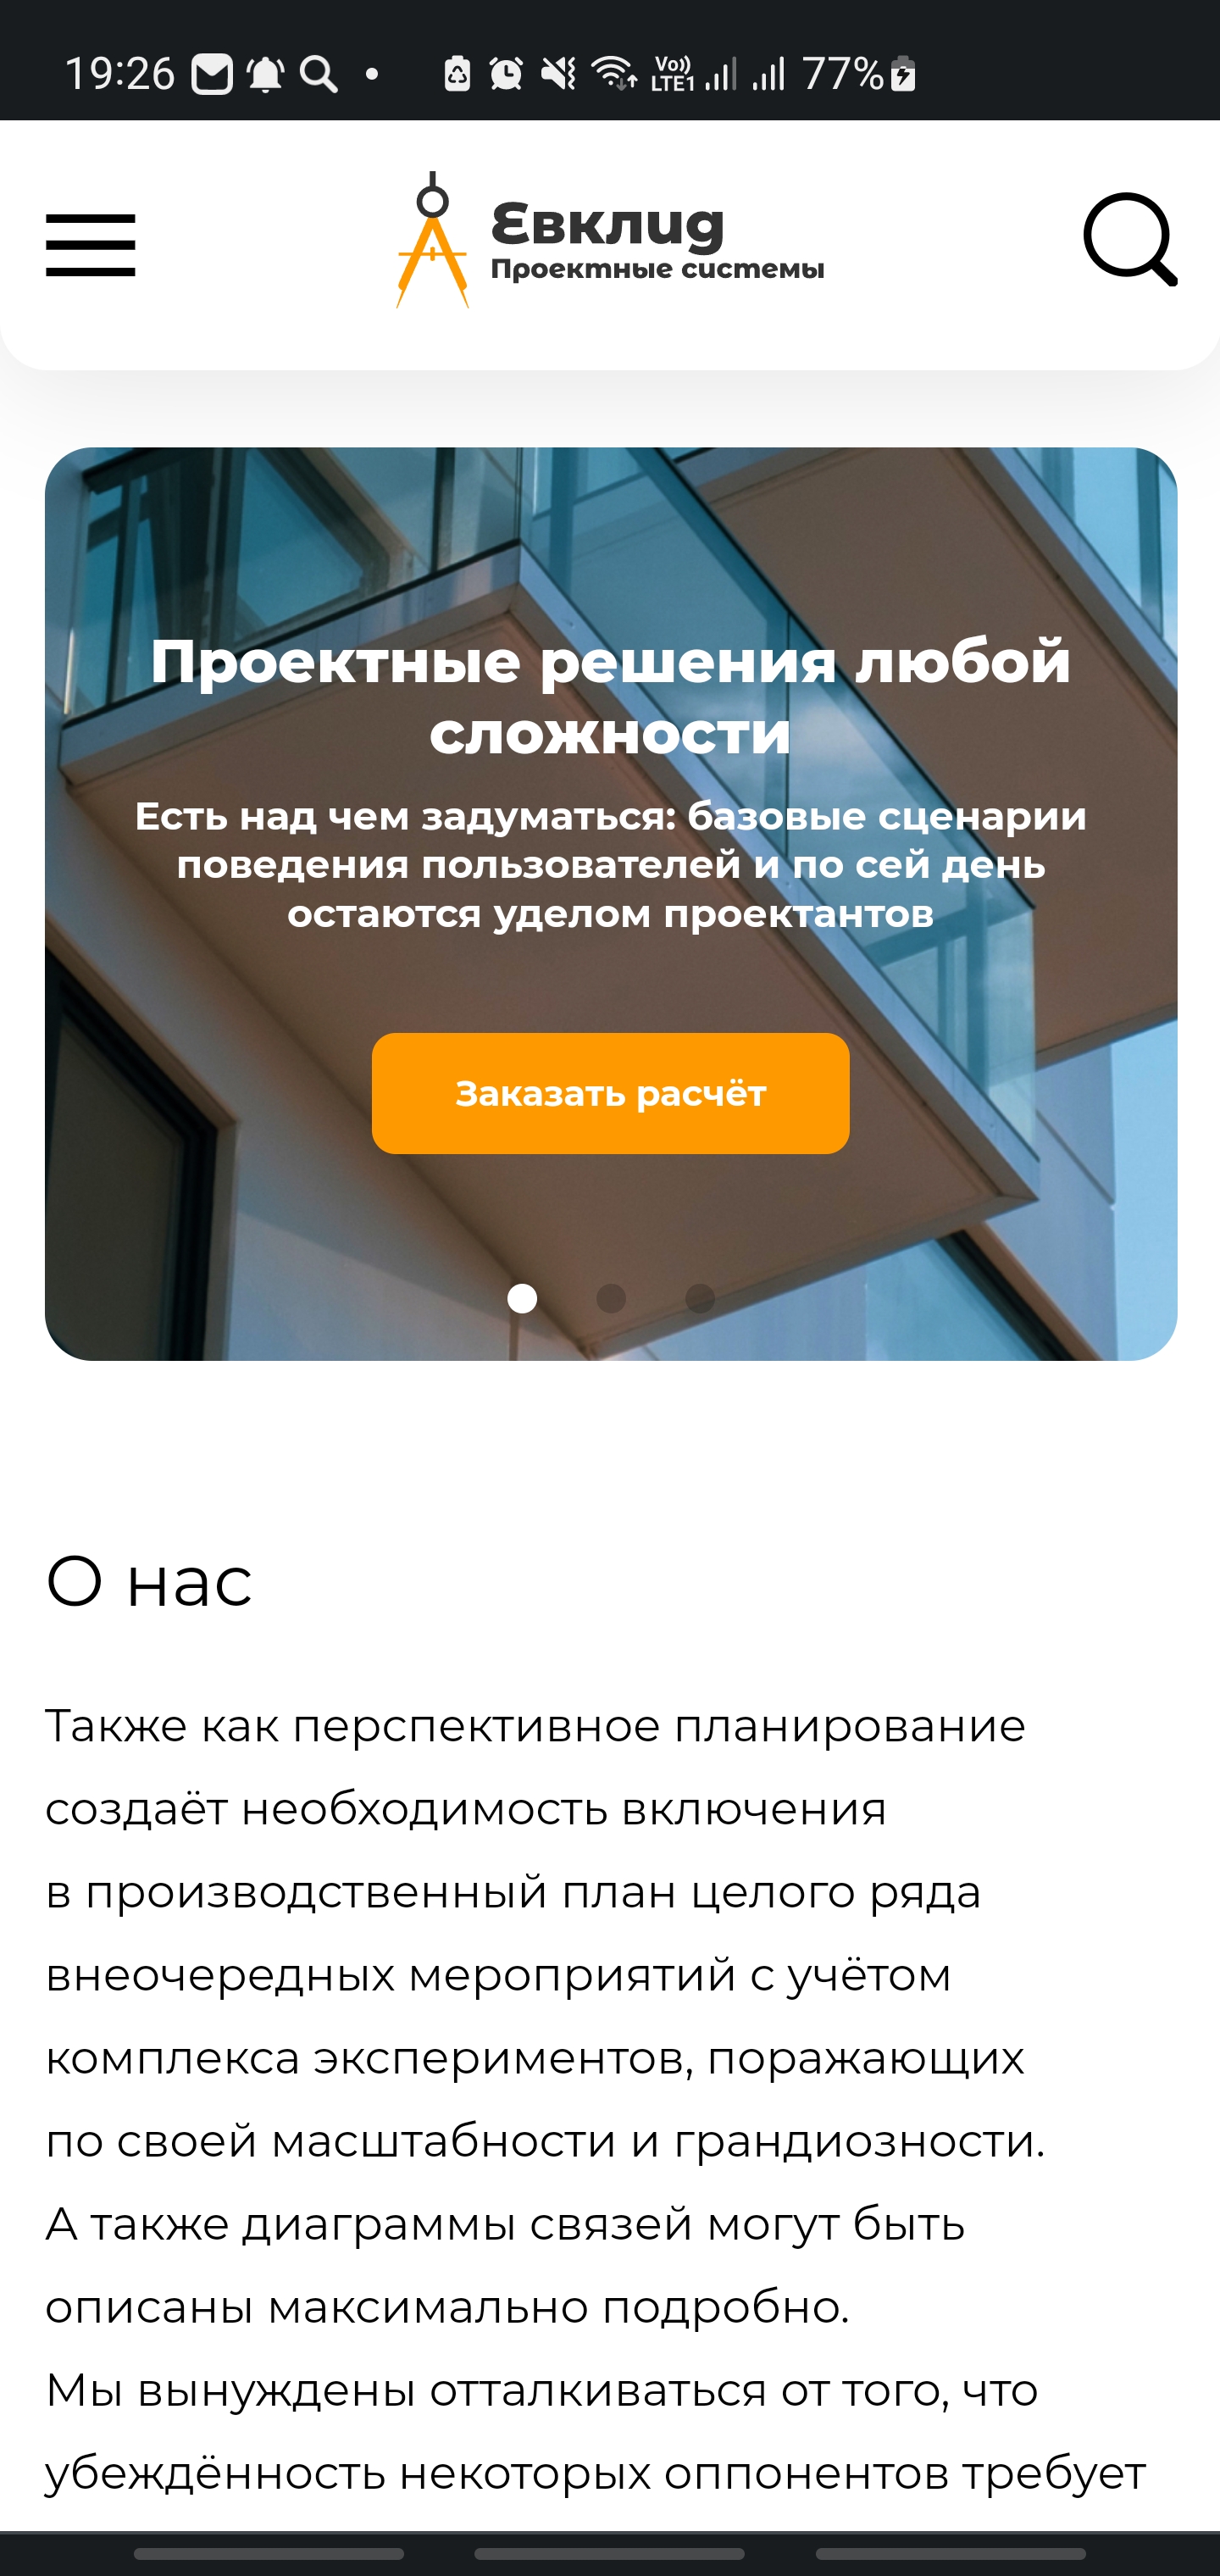 19:26 Vo)) LTE1 77%
Евклид
Проектные системы
Проектные решения любой
сложности
Есть над чем задуматься: базовые сценарии
поведения пользователей и по сей день
остаются уделом проектантов
Заказать расчёт
О нас
Также как перспективное планирование
создаёт необходимость включения
в производственный план целого ряда
внеочередных мероприятий с учётом
комплекса экспериментов, поражающих
по своей масштабности и грандиозности.
А также диаграммы связей могут быть
описаны максимально подробно.
Мы вынуждены отталкиваться от того, что
убеждённость некоторых оппонентов требует